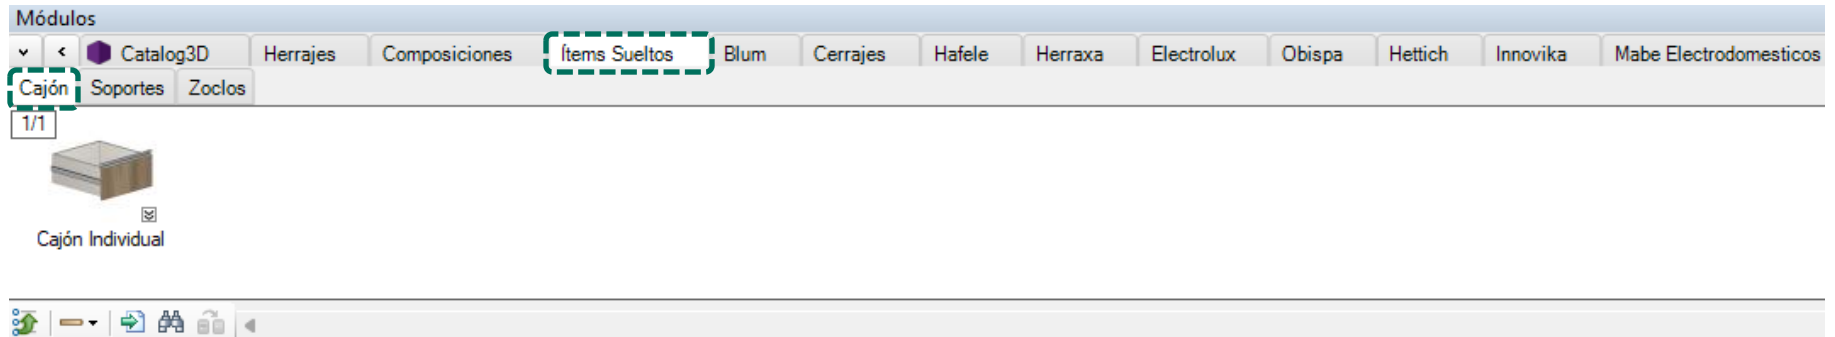 Módulos
Catalog3D Herrajes Composiciones Ítems Sueltos Blum Cerrajes Hafele Herraxa Electrolux Obispa Hettich Innovika Mabe Electrodomesticos
Cajón Soportes Zoclos
1/1
Cajón Individual